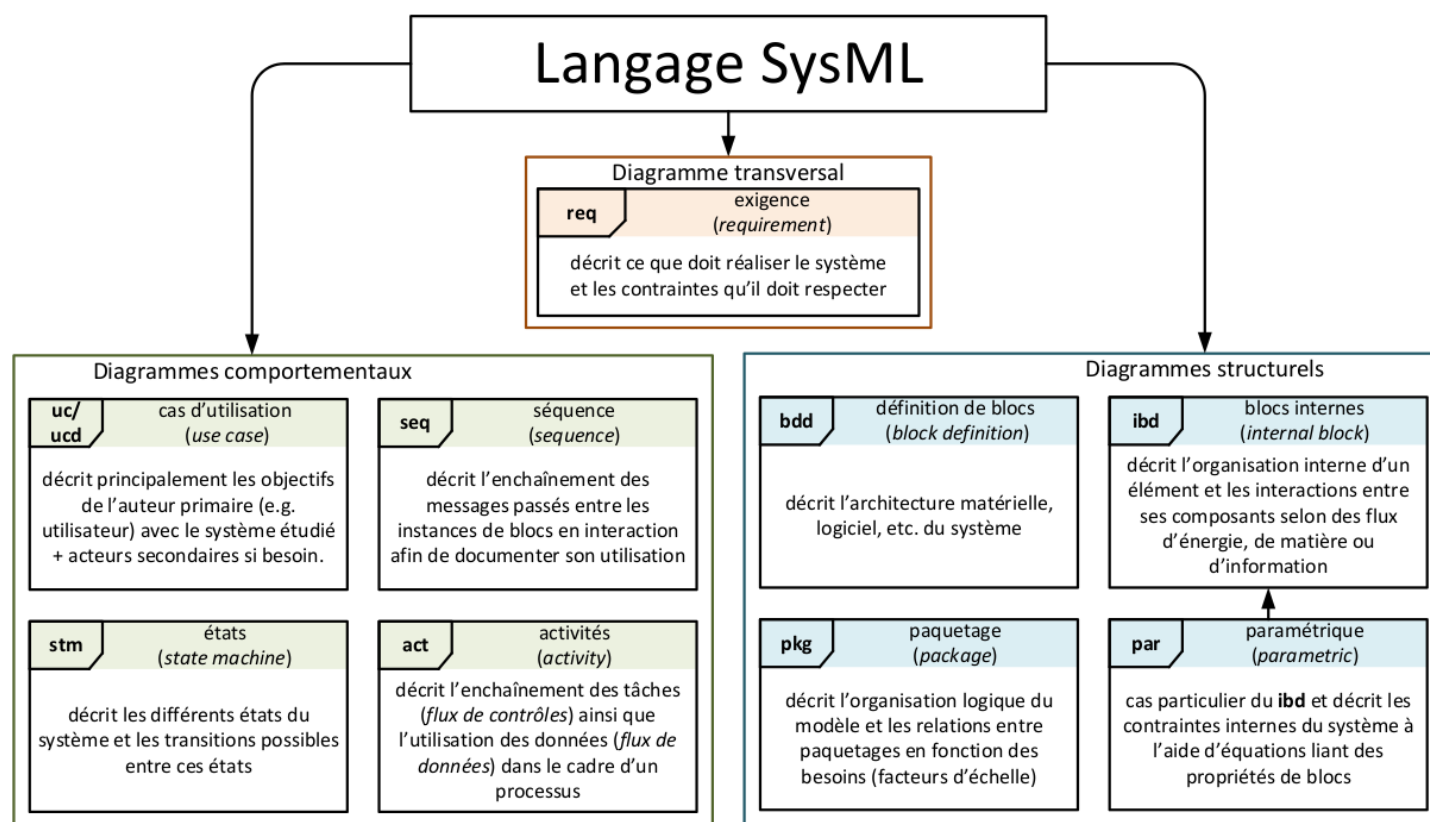 Langage SysML
Diagramme transversal
req
exigence
(requirement)
décrit ce que doit réaliser le système
et les contraintes qu’il doit respecter
Diagrammes comportementaux
uc/
ucd
cas d’utilisation
(use case)
décrit principalement les objectifs
de l’auteur primaire (e.g.
utilisateur) avec le système étudié
+ acteurs secondaires si besoin.
seq
séquence
(sequence)
décrit l’enchaînement des
messages passés entre les
instances de blocs en interaction
afin de documenter son utilisation
stm
états
(state machine)
décrit les différents états du
système et les transitions possibles
entre ces états
act
activités
(activity)
décrit l’enchaînement des tâches
(flux de contrôles) ainsi que
l’utilisation des données (flux de
données) dans le cadre d’un
processus
Diagrammes structurels
bdd
définition de blocs
(block definition)
décrit l’architecture matérielle,
logiciel, etc. du système
ibd
blocs internes
(internal block)
décrit l’organisation interne d’un
élément et les interactions entre
ses composants selon des flux
d’énergie, de matière ou
d’information
pkg
paquetage
(package)
décrit l’organisation logique du
modèle et les relations entre
paquetages en fonction des
besoins (facteurs d’échelle)
par
paramétrique
(parametric)
cas particulier du ibd et décrit les
contraintes internes du système à
l’aide d’équations liant des
propriétés de blocs